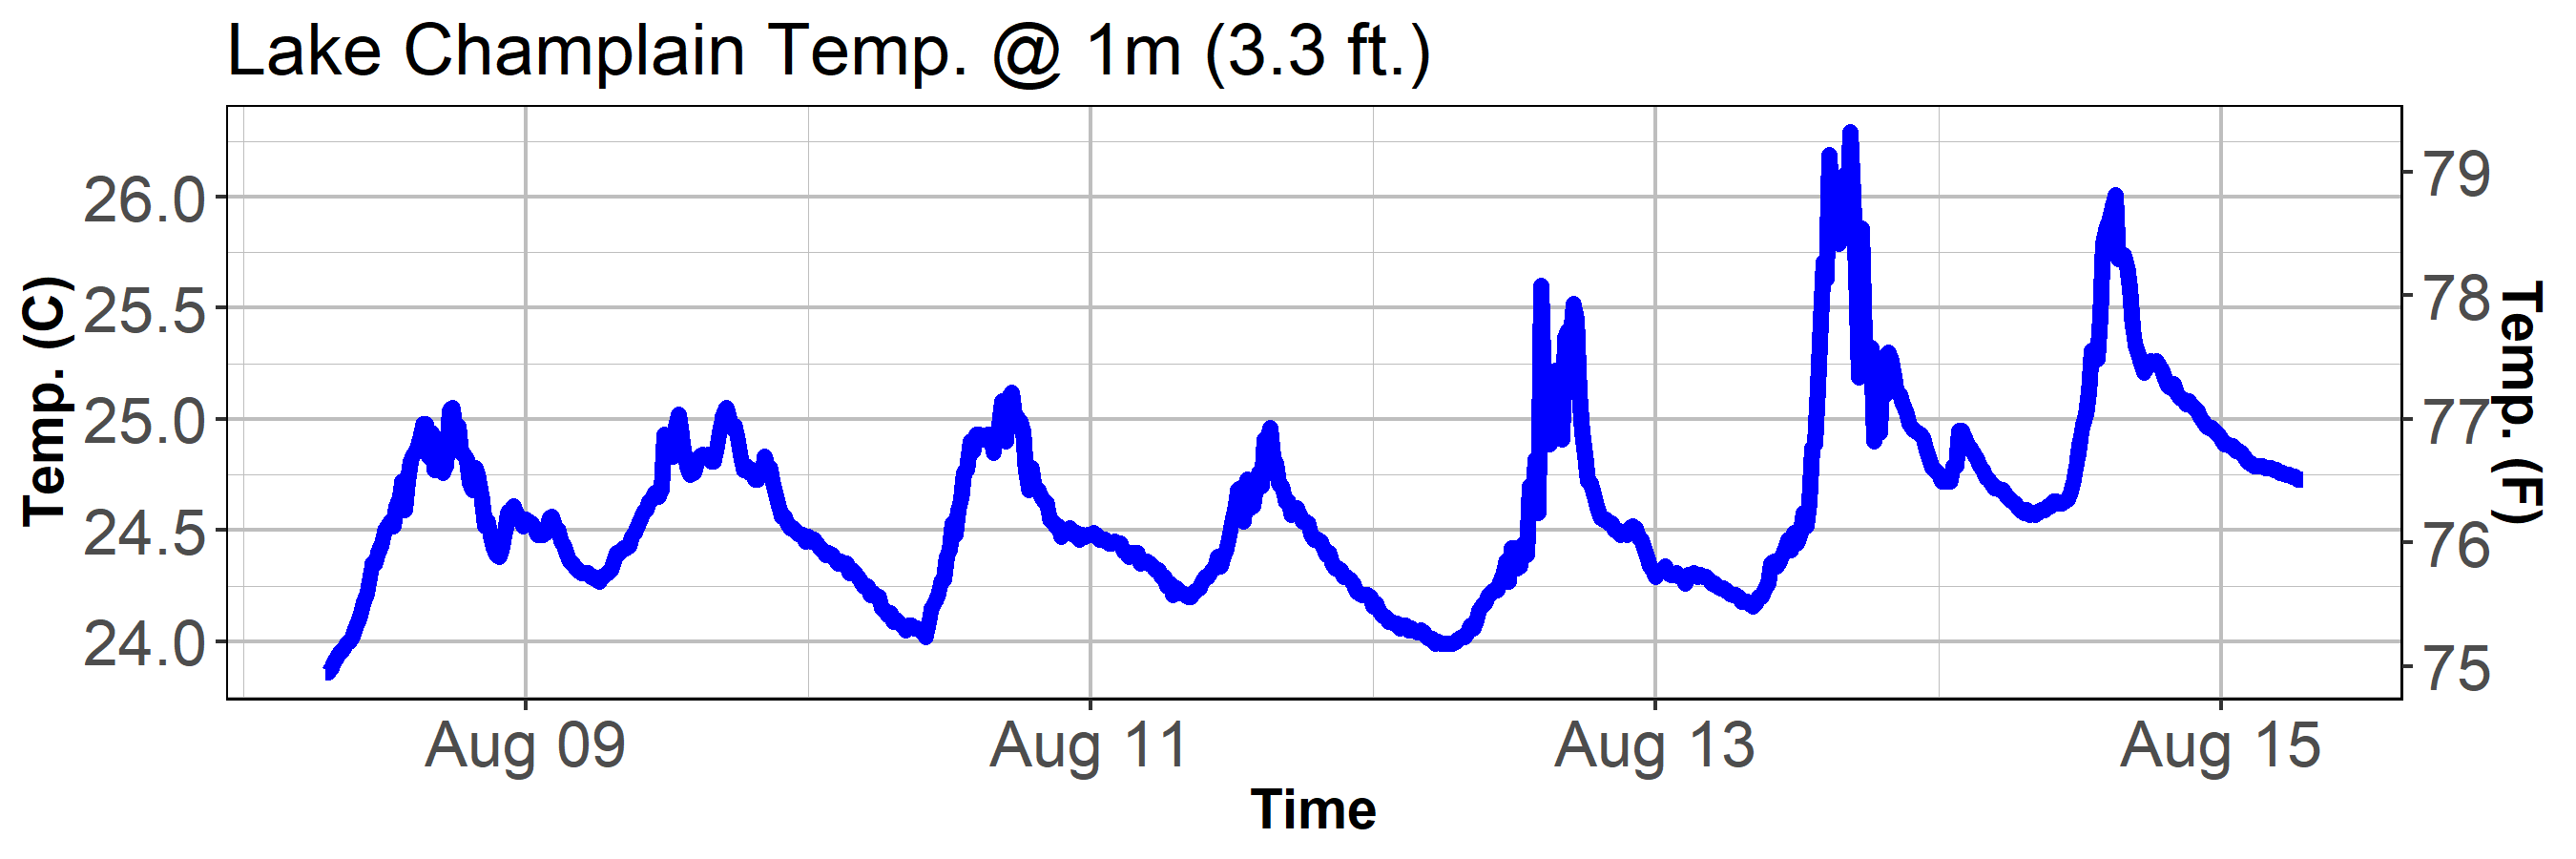 Lake Champlain Temp. @ 1m (3.3 ft.)
Temp. (C)
26.0
25.5
25.0
24.5
24.0
79
78
77
76
75
Temp. (F)
Aug 09 Aug 11 Aug 13 Aug 15
Time